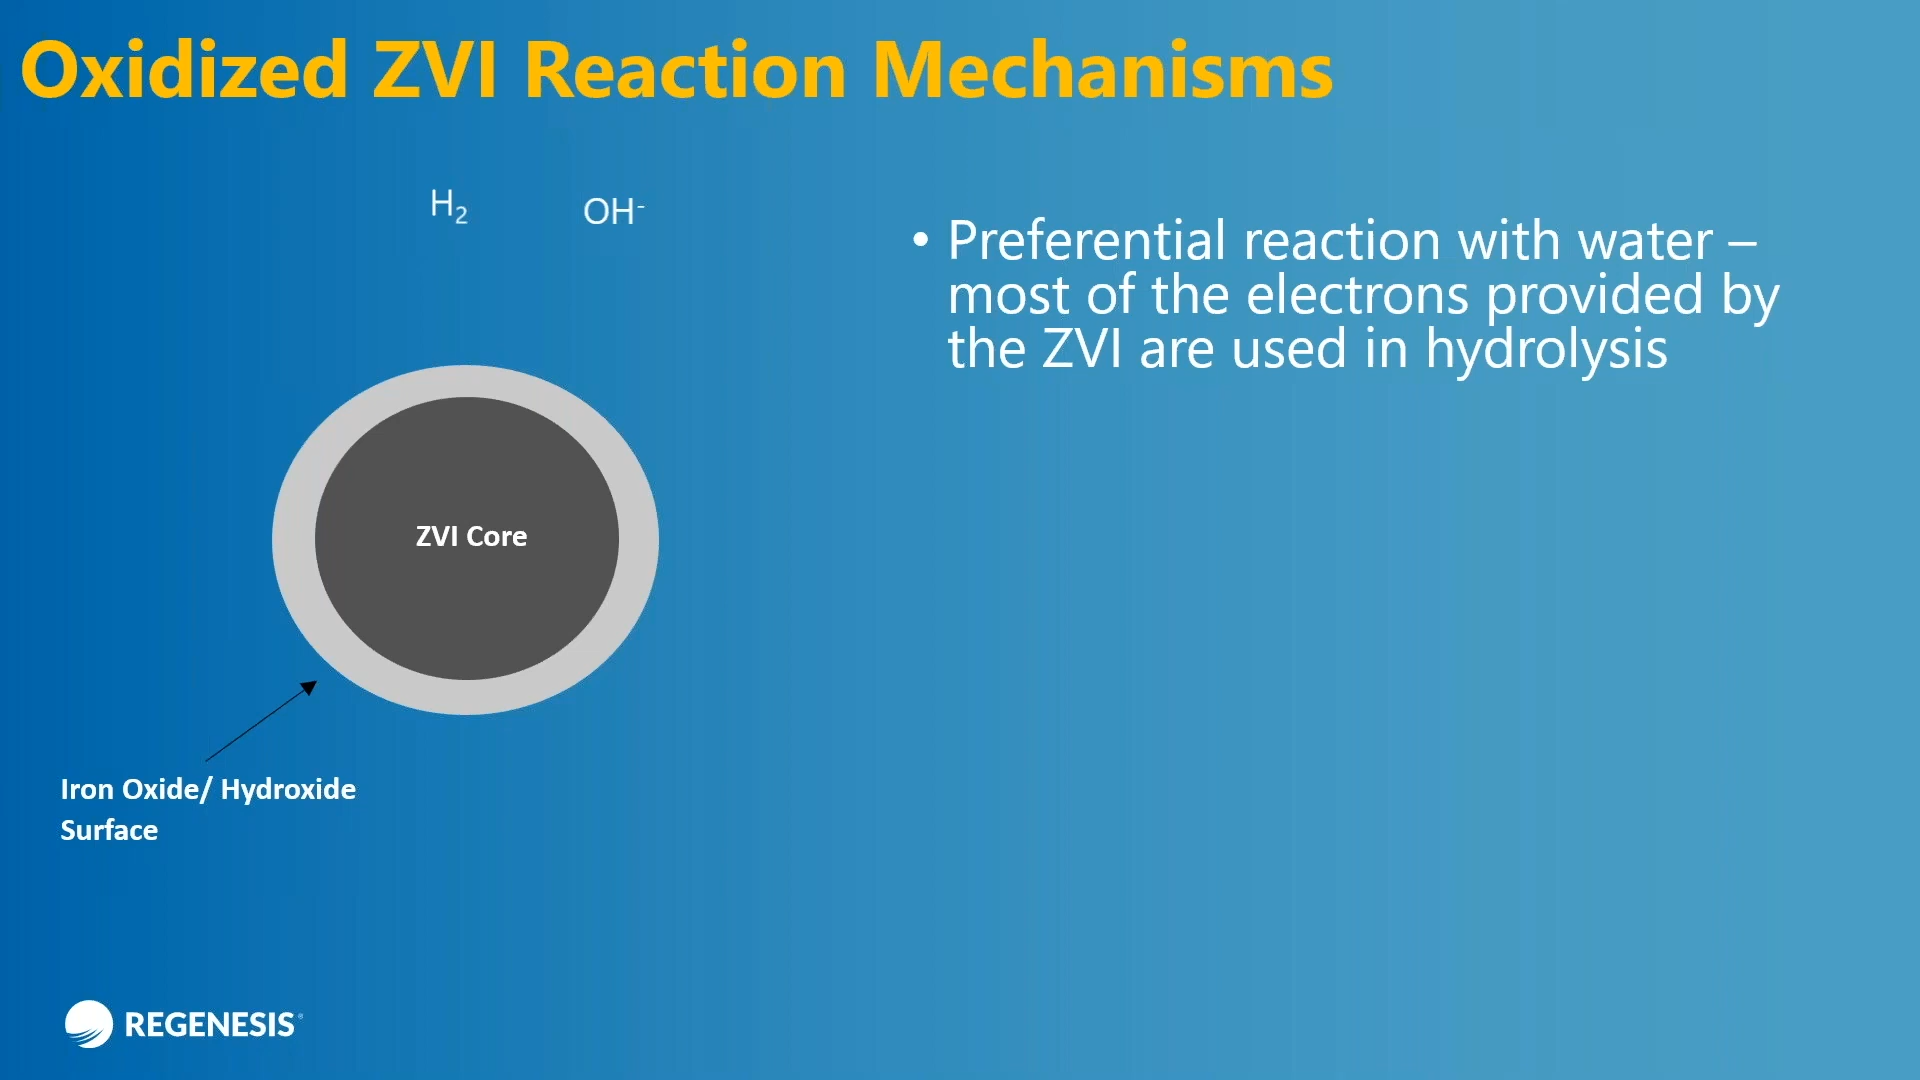 Oxidized ZVI Reaction Mechanisms
H₂ OH⁻
• Preferential reaction with water –
most of the electrons provided by
the ZVI are used in hydrolysis
ZVI Core
Iron Oxide/ Hydroxide
Surface
REGENESIS®